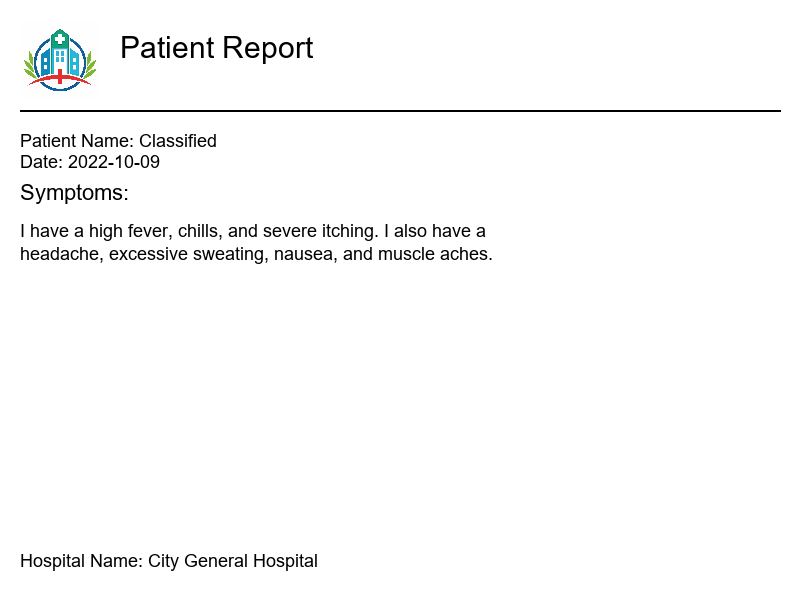 Patient Report
Patient Name: Classified
Date: 2022-10-09
Symptoms:
I have a high fever, chills, and severe itching. I also have a
headache, excessive sweating, nausea, and muscle aches.
Hospital Name: City General Hospital